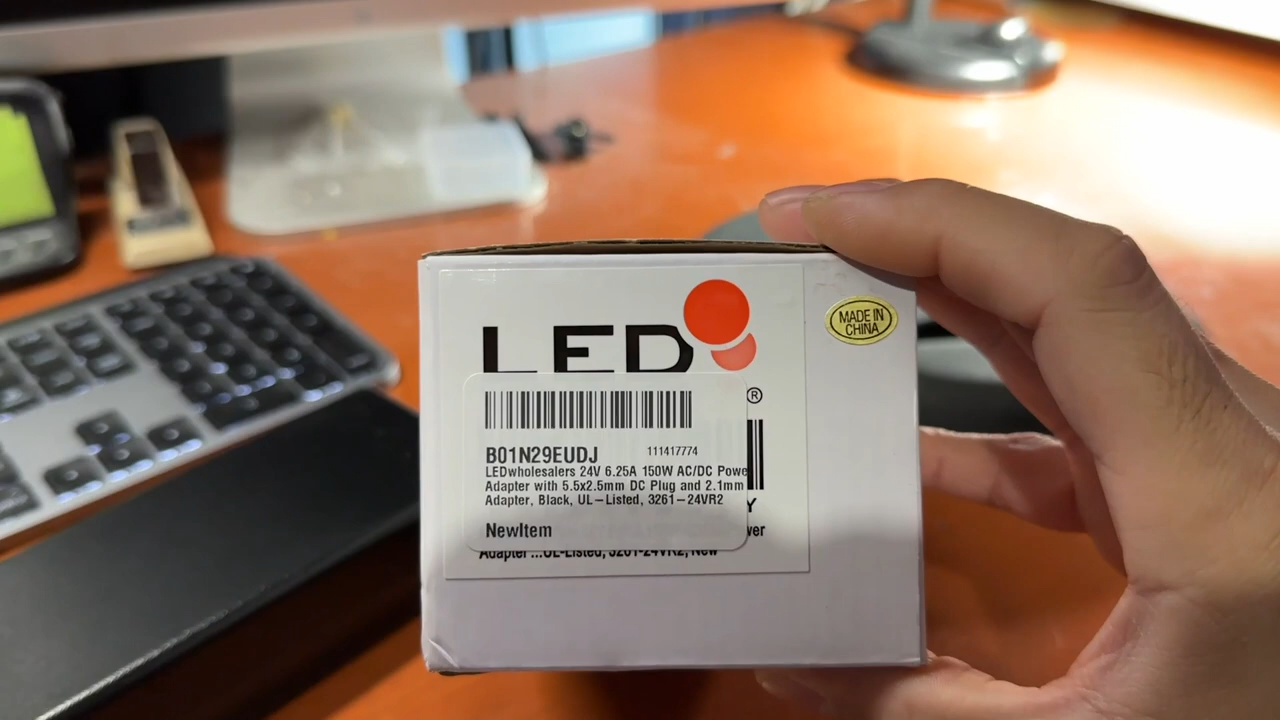 LED
MADE IN
CHINA
®
B01N29EUDJ 111417774
LEDwholesalers 24V 6.25A 150W AC/DC Powe
Adapter with 5.5x2.5mm DC Plug and 2.1mm
Adapter, Black, UL-Listed, 3261-24VR2
Y
NewItem
wer
Adapter ...UL-Listed, 3261-24VR2, New